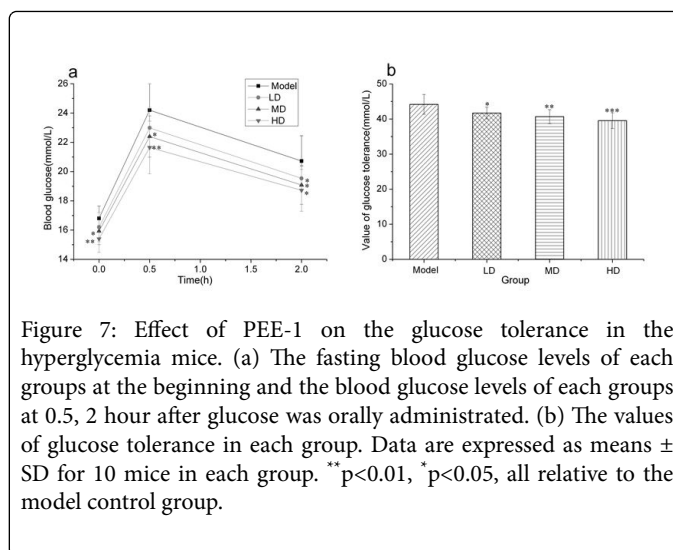 a
Model
LD
MD
HD
26
24
22
20
18
16
14
Blood glucose(mmol/L)
0.0 0.5 1.0 1.5 2.0
Time(h)
*
**
*
**
*
*
*
b
50
40
30
20
10
0
Value of glucose tolerance(mmol/L)
* ** ***
Model LD MD HD
Group
Figure 7: Effect of PEE-1 on the glucose tolerance in the
hyperglycemia mice. (a) The fasting blood glucose levels of each
groups at the beginning and the blood glucose levels of each groups
at 0.5, 2 hour after glucose was orally administrated. (b) The values
of glucose tolerance in each group. Data are expressed as means ±
SD for 10 mice in each group. **p<0.01, *p<0.05, all relative to the
model control group.